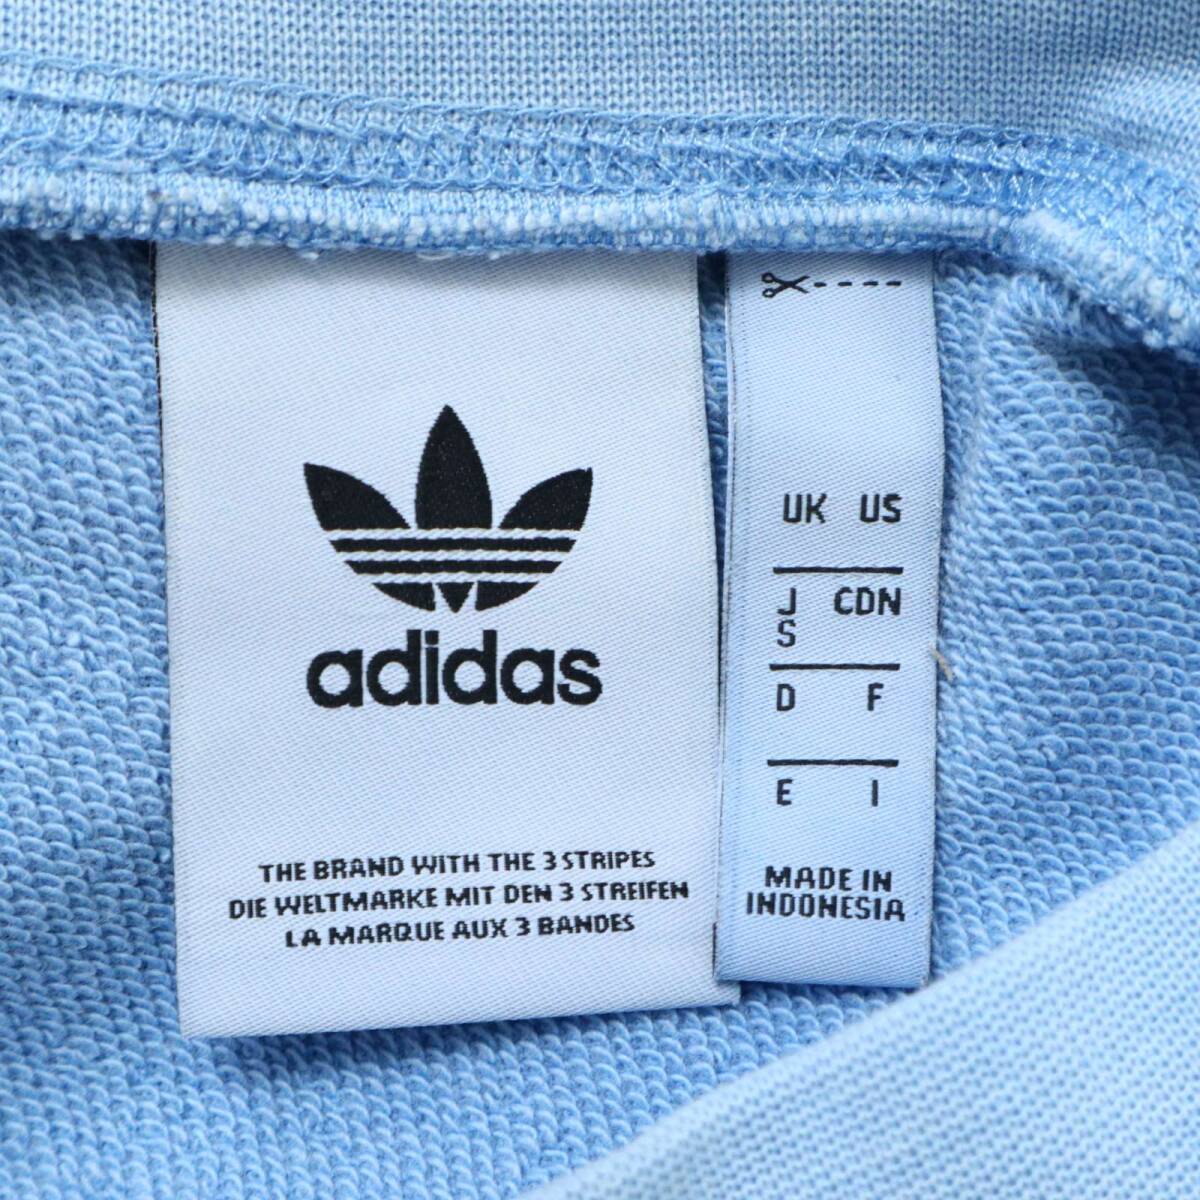 adidas
THE BRAND WITH THE 3 STRIPES
DIE WELTMARKE MIT DEN 3 STREIFEN
LA MARQUE AUX 3 BANDES
UK US
J CDN
S
D F
E I
MADE IN
INDONESIA